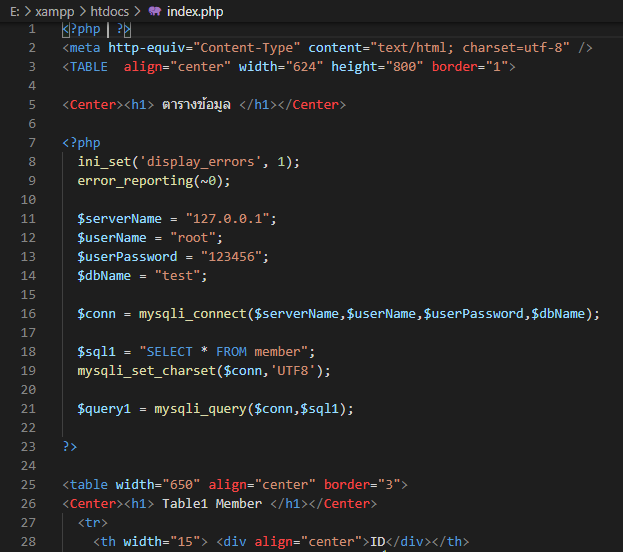 E: > xampp > htdocs > index.php
1 <?php ?>
2 <meta http-equiv="Content-Type" content="text/html; charset=utf-8" />
3 <TABLE  align="center" width="624" height="800" border="1">
4
5 <Center><h1> ตารางข้อมูล </h1></Center>
6
7 <?php
8   ini_set('display_errors', 1);
9   error_reporting(~0);
10
11   $serverName = "127.0.0.1";
12   $userName = "root";
13   $userPassword = "123456";
14   $dbName = "test";
15
16   $conn = mysqli_connect($serverName,$userName,$userPassword,$dbName);
17
18   $sql1 = "SELECT * FROM member";
19   mysqli_set_charset($conn,'UTF8');
20
21   $query1 = mysqli_query($conn,$sql1);
22
23 ?>
24
25 <table width="650" align="center" border="3">
26 <Center><h1> Table1 Member </h1></Center>
27   <tr>
28     <th width="15"> <div align="center">ID</div></th>